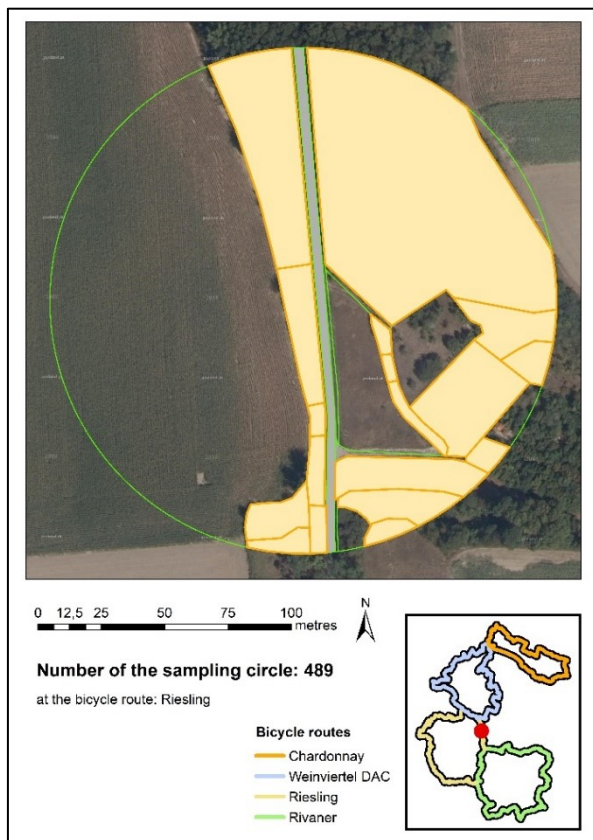 0 12,5 25 50 75 100
metres
N
Number of the sampling circle: 489
at the bicycle route: Riesling
Bicycle routes
Chardonnay
Weinviertel DAC
Riesling
Rivaner